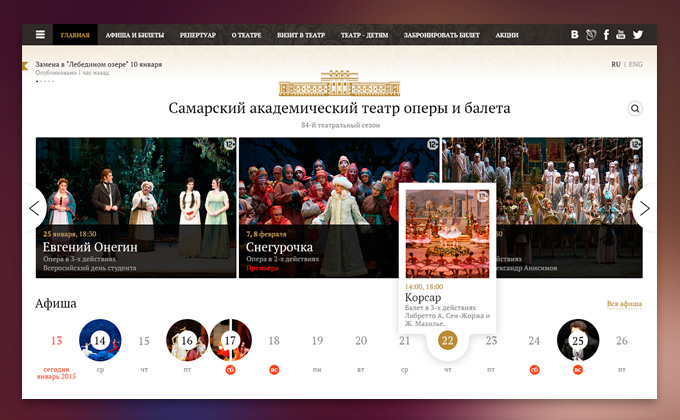 ГЛАВНАЯ АФИША И БИЛЕТЫ РЕПЕРТУАР О ТЕАТРЕ ВИЗИТ В ТЕАТР ТЕАТР - ДЕТЯМ ЗАБРОНИРОВАТЬ БИЛЕТ АКЦИИ
Замена в "Лебедином озере" 10 января
Опубликовано 1 час назад
RU / ENG
Самарский академический театр оперы и балета
84-й театральный сезон
12+
25 января, 18:30
Евгений Онегин
Опера в 3-х действиях
Всероссийский день студента
12+
7, 8 февраля
Снегурочка
Опера в 2-х действиях
Премьера
12+
:30
действиях
ександр Анисимов
12+
14:00, 18:00
Корсар
Балет в 3-х действиях
Либретто А. Сен-Жоржа и
Ж. Мазилье.
Афиша
Вся афиша
13 14 15 16 17 18 19 20 21 22 23 24 25 26
сегодня ср чт пт сб вс пн вт ср чт пт сб вс пн
январь 2015